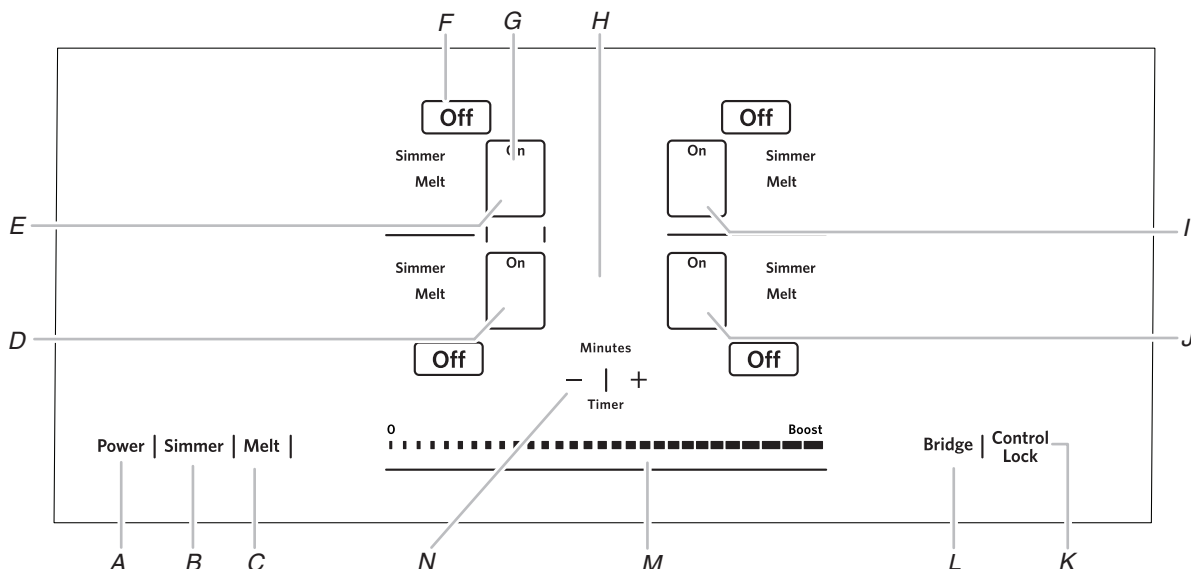 F G H
Off Off
On On
Simmer Simmer
Melt Melt
E I
On On
Simmer Simmer
Melt Melt
D J
Off Off
Minutes
− | +
Timer
0 Boost
Power | Simmer | Melt |
Bridge | Control Lock
A B C N M L K